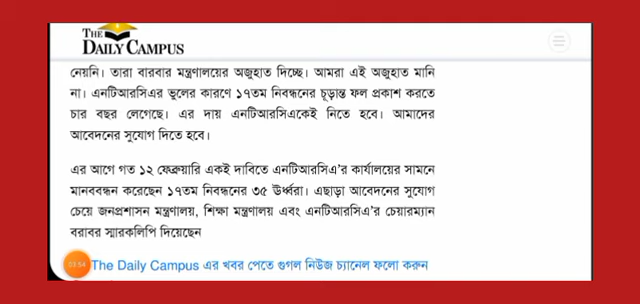 THE
DAILY CAMPUS
নেয়নি। তারা বারবার মন্ত্রণালয়ের অজুহাত দিচ্ছে। আমরা এই অজুহাত মানি
না। এনটিআরসিএর ভুলের কারণে ১৭তম নিবন্ধনের চূড়ান্ত ফল প্রকাশ করতে
চার বছর লেগেছে। এর দায় এনটিআরসিএকেই নিতে হবে। আমাদের
আবেদনের সুযোগ দিতে হবে।
এর আগে গত ১২ ফেব্রুয়ারি একই দাবিতে এনটিআরসিএ'র কার্যালয়ের সামনে
মানববন্ধন করেছেন ১৭তম নিবন্ধনের ৩৫ ঊর্ধ্বরা। এছাড়া আবেদনের সুযোগ
চেয়ে জনপ্রশাসন মন্ত্রণালয়, শিক্ষা মন্ত্রণালয় এবং এনটিআরসিএ'র চেয়ারম্যান
বরাবর স্মারকলিপি দিয়েছেন
The Daily Campus এর খবর পেতে গুগল নিউজ চ্যানেল ফলো করুন